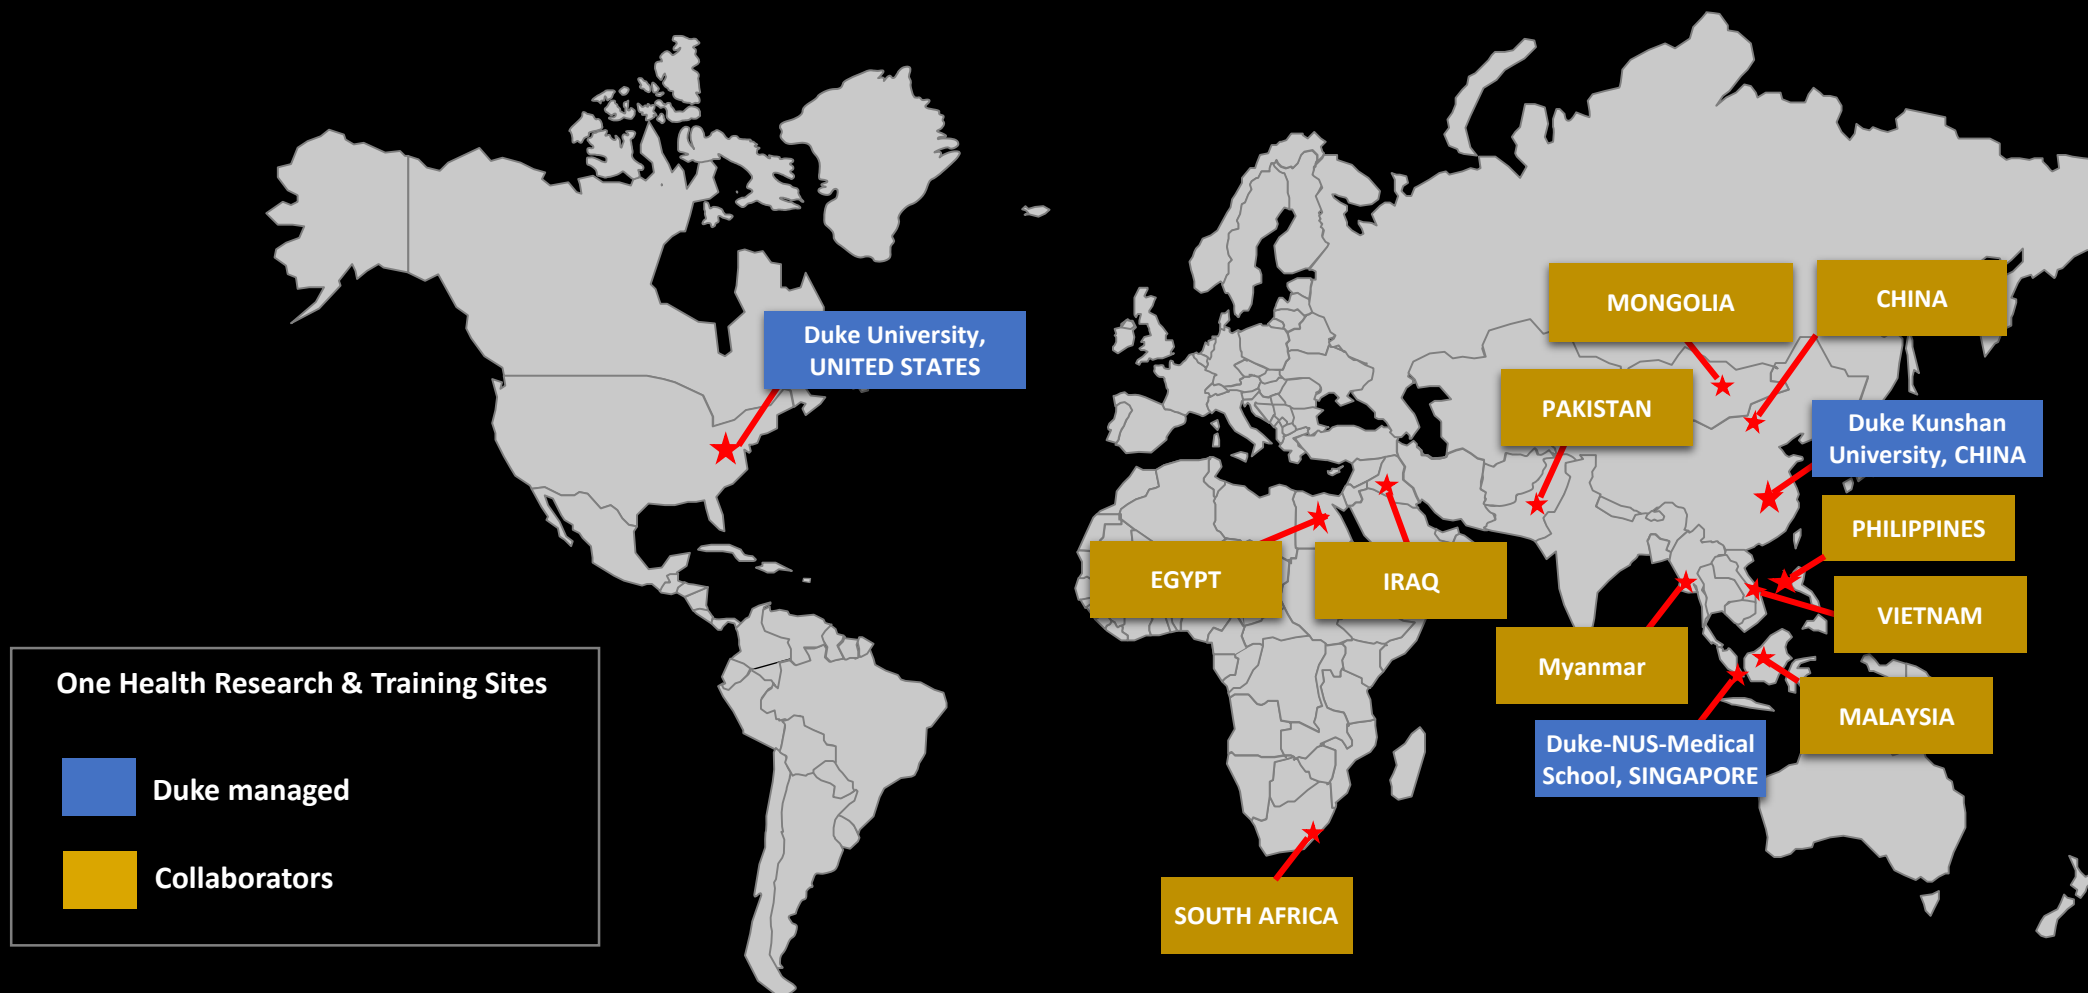 MONGOLIA
CHINA
Duke University,
UNITED STATES
PAKISTAN
Duke Kunshan
University, CHINA
PHILIPPINES
EGYPT
IRAQ
VIETNAM
Myanmar
One Health Research & Training Sites
MALAYSIA
Duke-NUS-Medical
School, SINGAPORE
Duke managed
Collaborators
SOUTH AFRICA